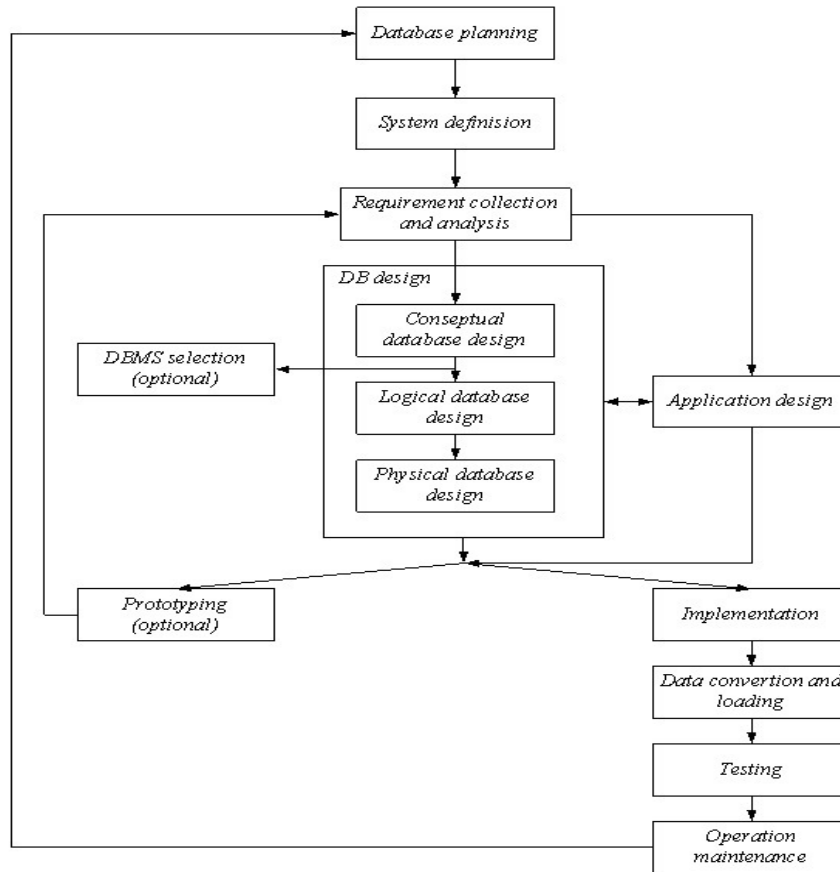 Database planning
System definision
Requirement collection
and analysis
DB design
Conseptual
database design
DBMS selection
(optional)
Logical database
design
Application design
Physical database
design
Prototyping
(optional)
Implementation
Data convertion and
loading
Testing
Operation
maintenance